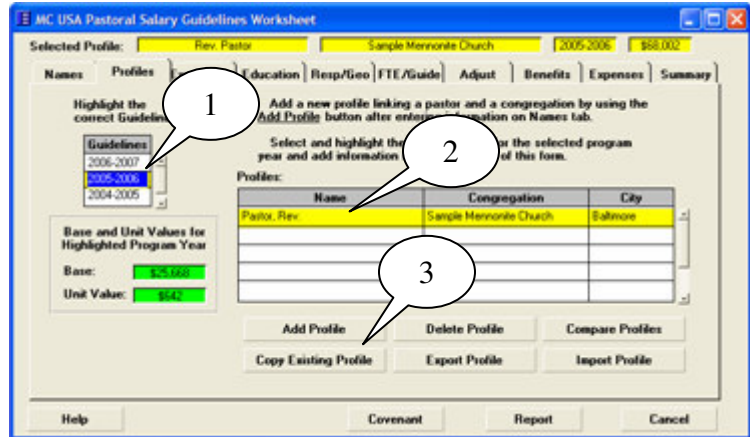 MC USA Pastoral Salary Guidelines Worksheet
Selected Profile: Rev. Pastor Sample Mennonite Church 2005-2006 $68,002
Names Profiles Education Resp/Geo FTE/Guide Adjust Benefits Expenses Summary
1
Highlight the
correct
Add a new profile linking a pastor and a congregation by using the
Add Profile button after information on Names tab.
Guidelines
2006-2007
2005-2006
2004-2005
Select and highlight for the selected program
year and add information of this form.
2
Profiles:
Name Congregation City
Pastor, Rev. Sample Mennonite Church Baltimore
Base and Unit Values for
Highlighted Program Year
Base: $25,668
Unit Value: $642
3
Add Profile Delete Profile Compare Profiles
Copy Existing Profile Export Profile Import Profile
Help Covenant Report Cancel